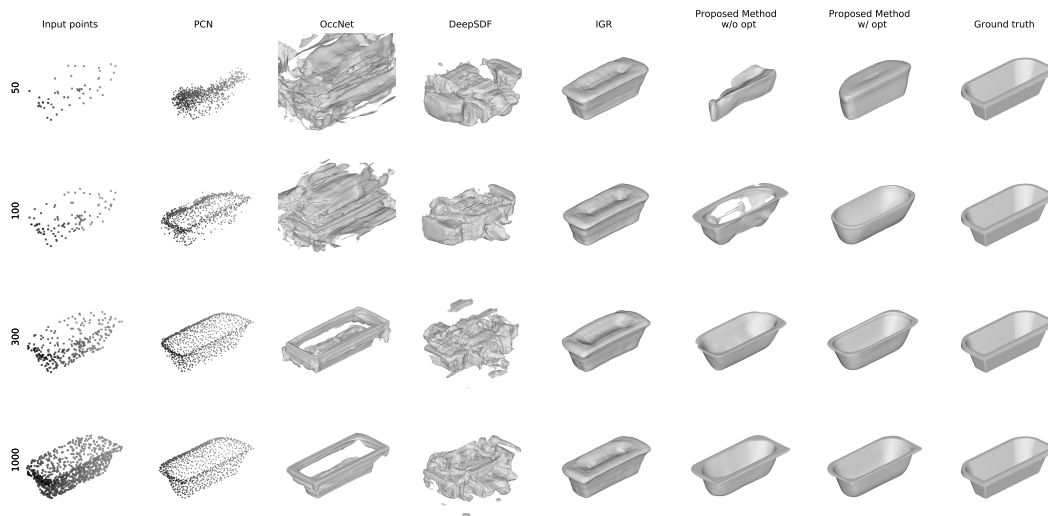 Input points
PCN
OccNet
DeepSDF
IGR
Proposed Method
w/o opt
Proposed Method
w/ opt
Ground truth
50
100
300
1000